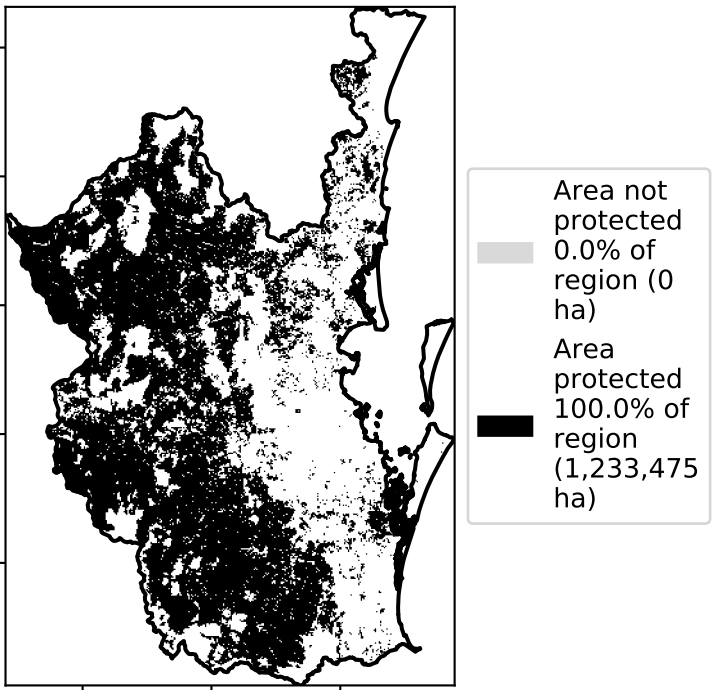 Area not
protected
0.0% of
region (0
ha)
Area
protected
100.0% of
region
(1,233,475
ha)